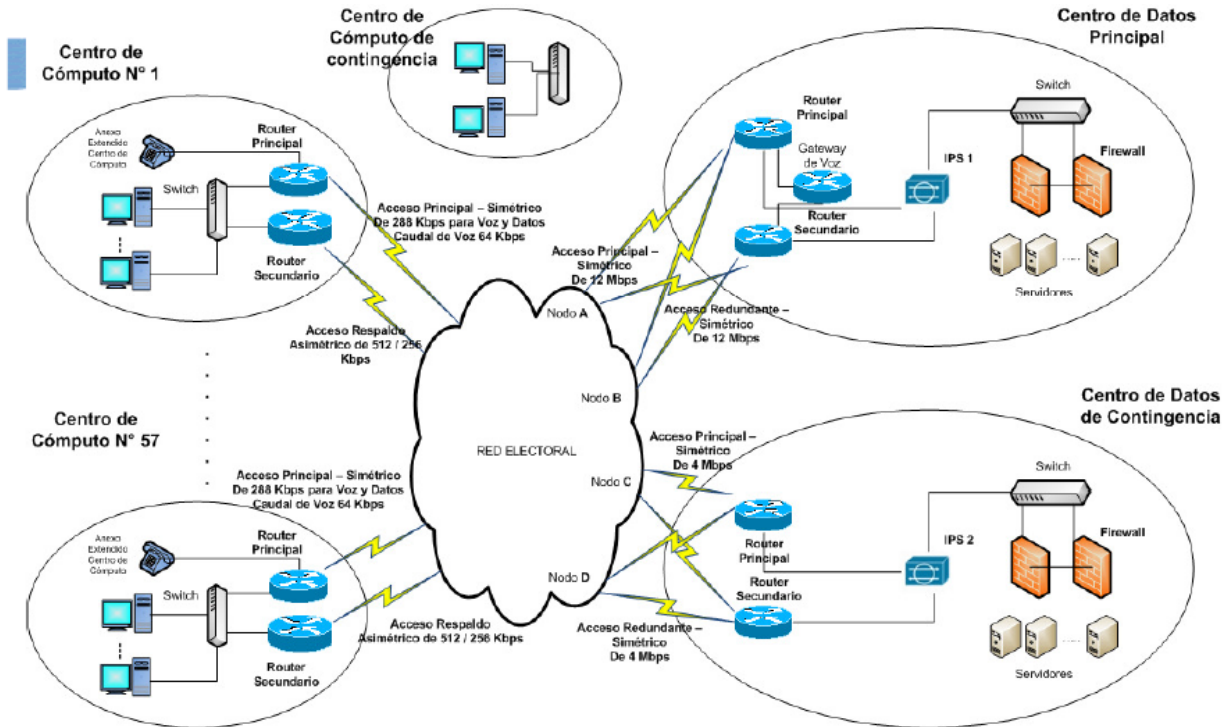 Centro de
Cómputo N° 1
Anexo
Extendido
Centro de
Cómputo
Switch
Router
Principal
Router
Secundario
Centro de
Cómputo de
contingencia
Acceso Principal – Simétrico
De 288 Kbps para Voz y Datos
Caudal de Voz 64 Kbps
Acceso Respaldo
Asimétrico de 512 / 256
Kbps
Centro de Datos
Principal
Router
Principal
Gateway
de Voz
Router
Secundario
IPS 1
Switch
Firewall
Servidores
Acceso Principal –
Simétrico
De 12 Mbps
Acceso Redundante –
Simétrico
De 12 Mbps
Nodo A
Nodo B
RED ELECTORAL
Nodo C
Nodo D
Centro de
Cómputo N° 57
Acceso Principal – Simétrico
De 288 Kbps para Voz y Datos
Caudal de Voz 64 Kbps
Anexo
Extendido
Centro de
Cómputo
Switch
Router
Principal
Router
Secundario
Acceso Respaldo
Asimétrico de 512 / 256 Kbps
Centro de Datos
de Contingencia
Acceso Principal –
Simétrico
De 4 Mbps
Router
Principal
Router
Secundario
IPS 2
Switch
Firewall
Servidores
Acceso Redundante –
Simétrico
De 4 Mbps